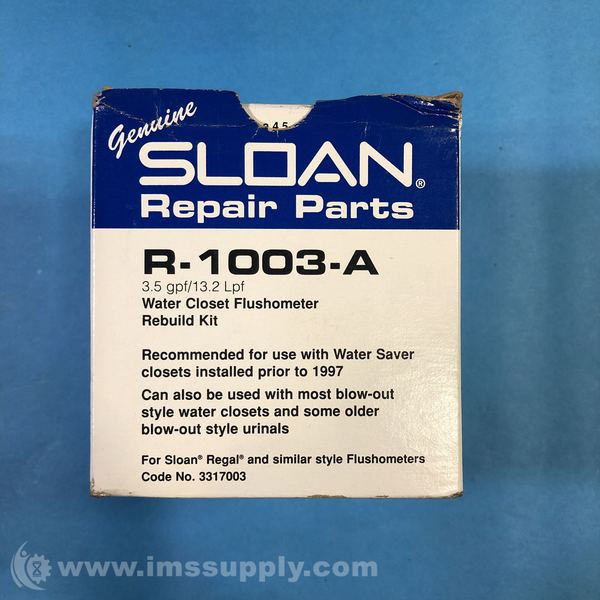 Genuine
345
SLOAN®
Repair Parts
R-1003-A
3.5 gpf/13.2 Lpf
Water Closet Flushometer
Rebuild Kit
Recommended for use with Water Saver
closets installed prior to 1997
Can also be used with most blow-out
style water closets and some older
blow-out style urinals
For Sloan® Regal® and similar style Flushometers
Code No. 3317003
www.imssupply.com